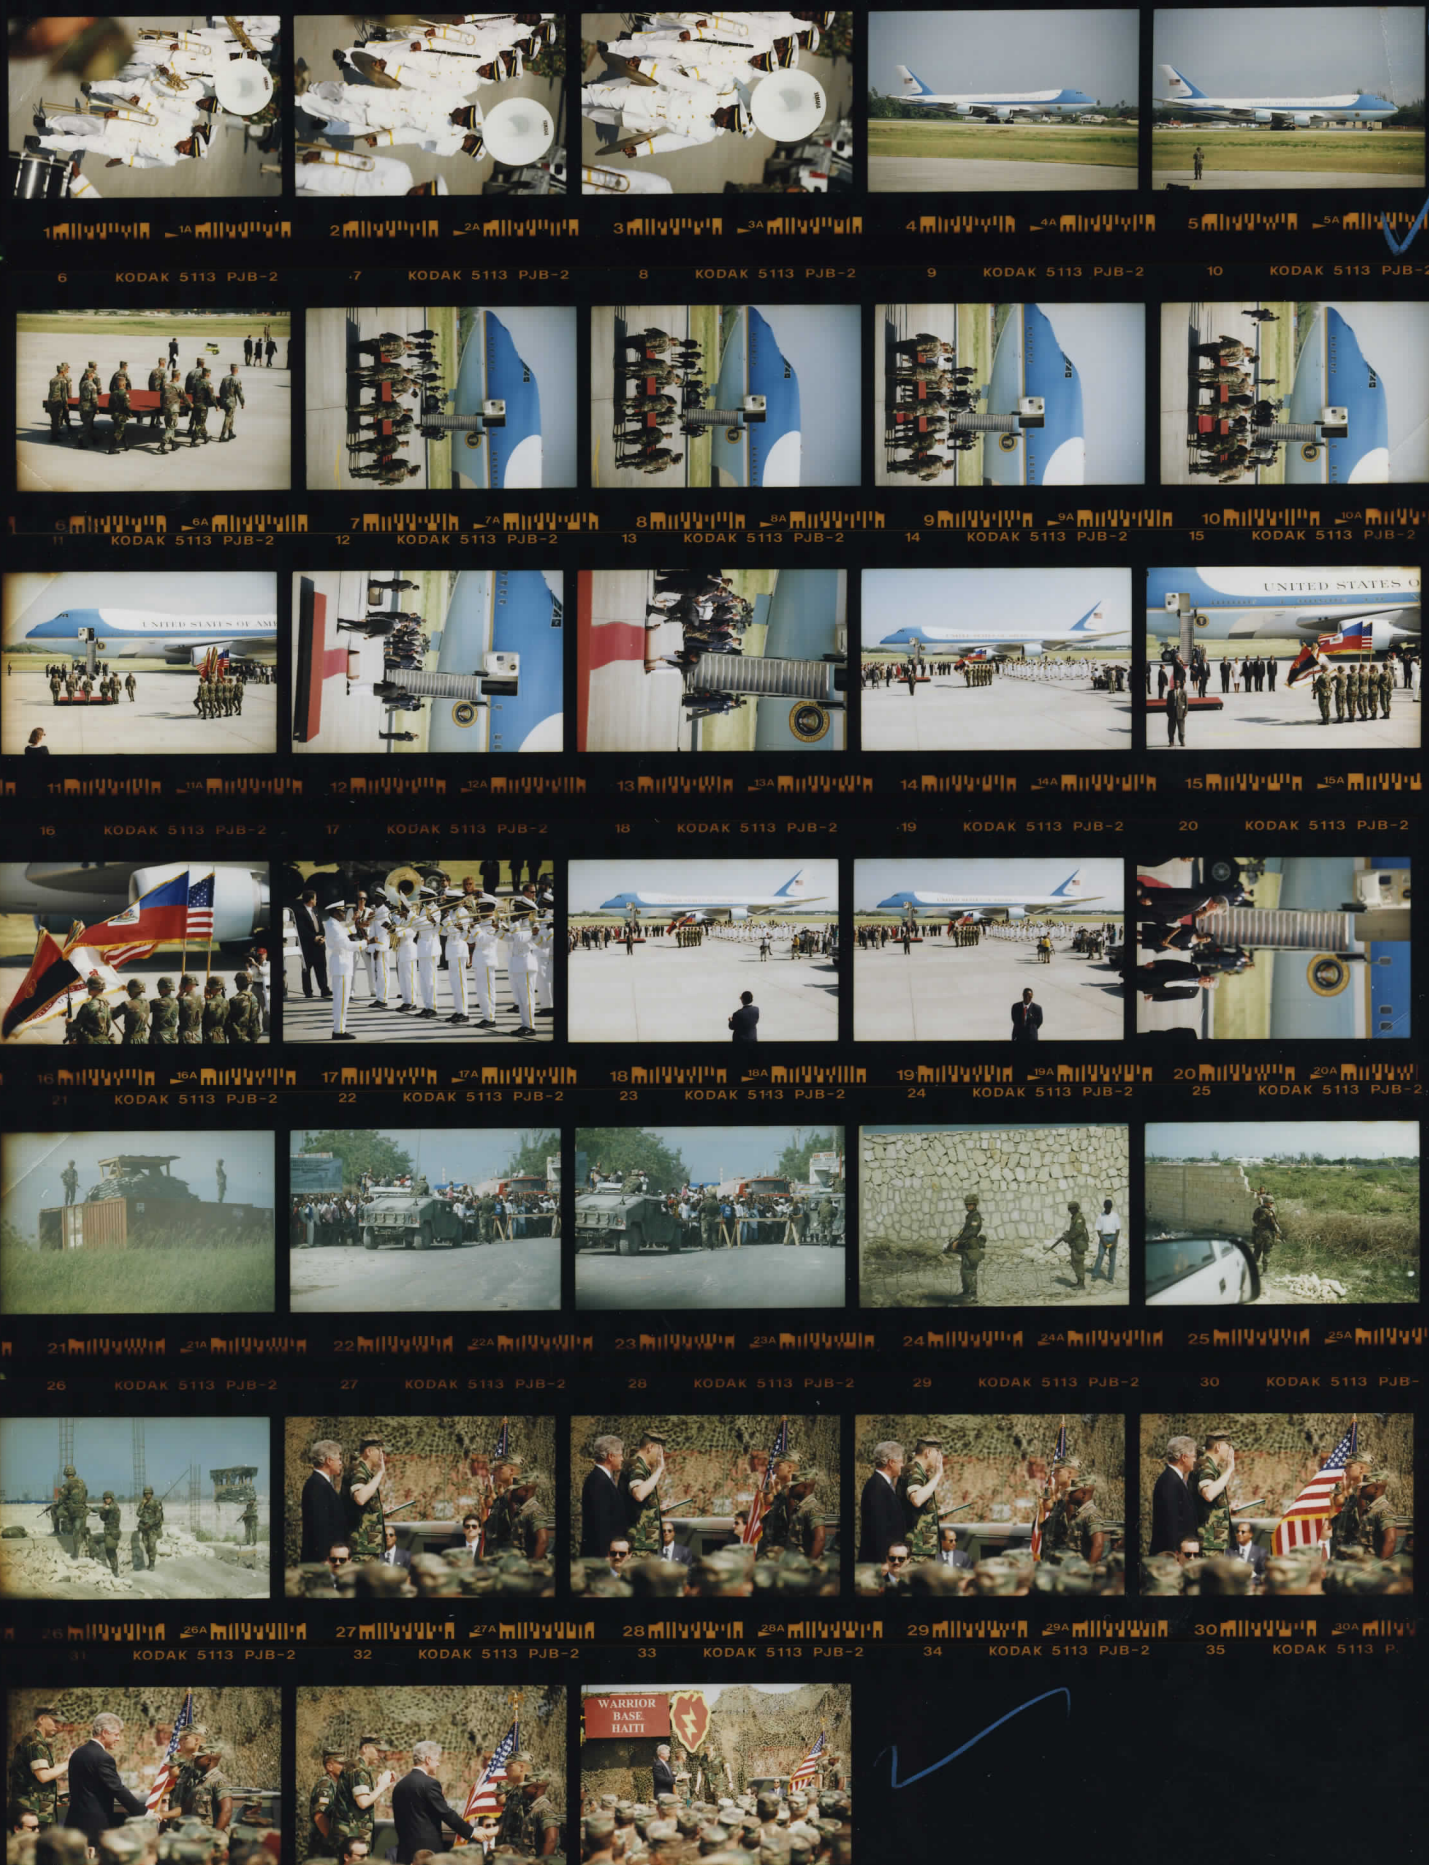 YAMAHA
YAMAHA
YAMAHA
1 1A 2 2A 3 3A 4 4A 5 5A
6 KODAK 5113 PJB-2 7 KODAK 5113 PJB-2 8 KODAK 5113 PJB-2 9 KODAK 5113 PJB-2 10 KODAK 5113 PJB-2
6 6A 7 7A 8 8A 9 9A 10 10A
11 KODAK 5113 PJB-2 12 KODAK 5113 PJB-2 13 KODAK 5113 PJB-2 14 KODAK 5113 PJB-2 15 KODAK 5113 PJB-2
UNITED STATES OF AM
UNITED STATES O
11 11A 12 12A 13 13A 14 14A 15 15A
16 KODAK 5113 PJB-2 17 KODAK 5113 PJB-2 18 KODAK 5113 PJB-2 19 KODAK 5113 PJB-2 20 KODAK 5113 PJB-2
16 16A 17 17A 18 18A 19 19A 20 20A
21 KODAK 5113 PJB-2 22 KODAK 5113 PJB-2 23 KODAK 5113 PJB-2 24 KODAK 5113 PJB-2 25 KODAK 5113 PJB-2
21 21A 22 22A 23 23A 24 24A 25 25A
26 KODAK 5113 PJB-2 27 KODAK 5113 PJB-2 28 KODAK 5113 PJB-2 29 KODAK 5113 PJB-2 30 KODAK 5113 PJB-
26 26A 27 27A 28 28A 29 29A 30 30A
31 KODAK 5113 PJB-2 32 KODAK 5113 PJB-2 33 KODAK 5113 PJB-2 34 KODAK 5113 PJB-2 35 KODAK 5113 P
WARRIOR
BASE
HAITI